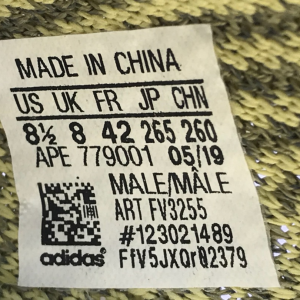 MADE IN CHINA
US UK FR JP CHN
8½ 8 42 265 260
APE 779001 05/19
MALE/MÂLE
ART FV3255
#123021489
adidas FfV5JXQrQ2379